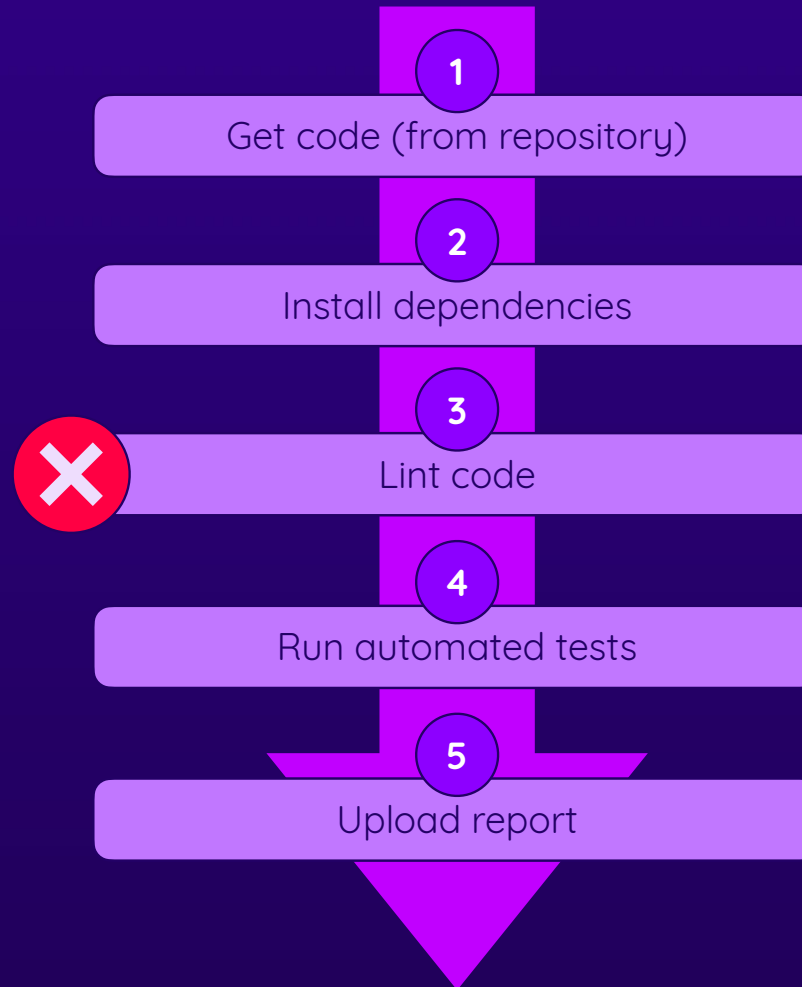 1
Get code (from repository)
2
Install dependencies
3
Lint code
4
Run automated tests
5
Upload report